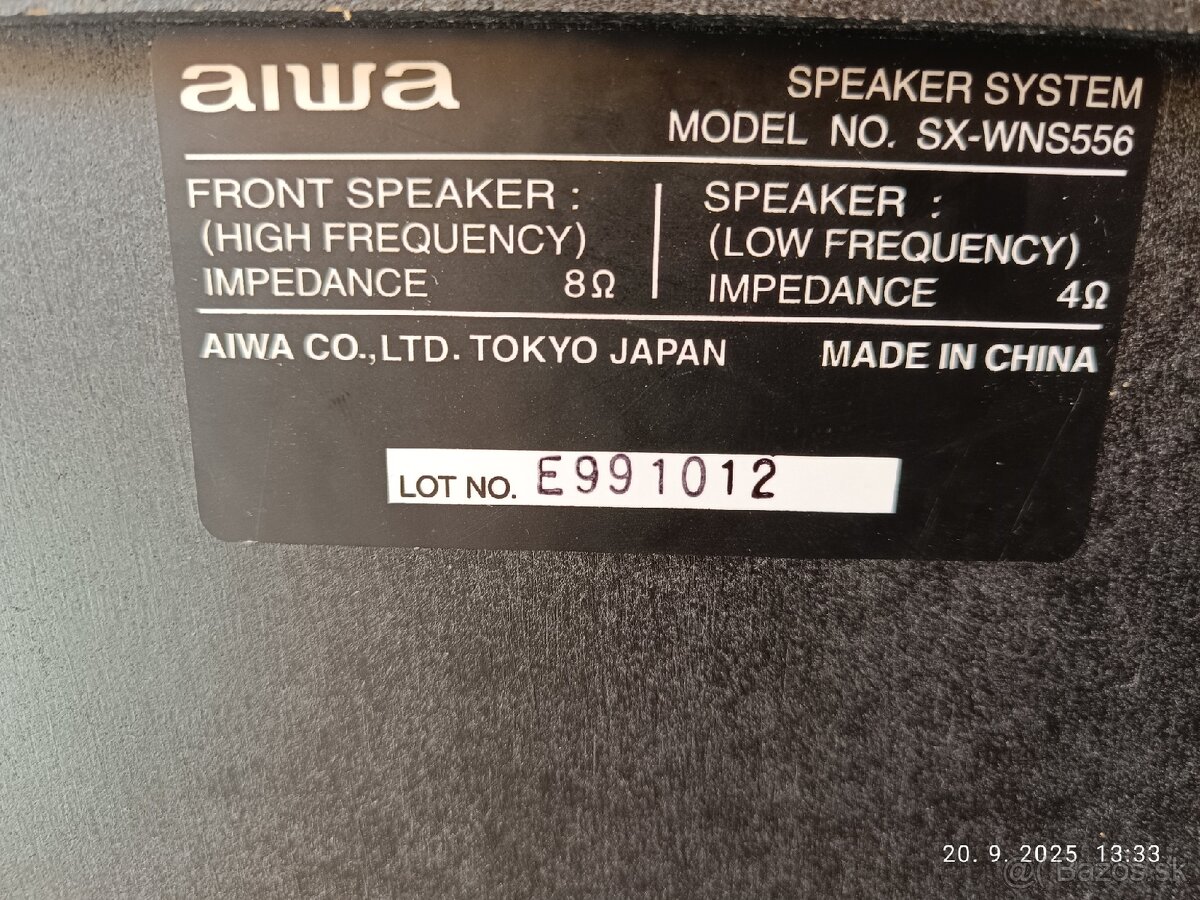 aiwa
SPEAKER SYSTEM
MODEL NO. SX-WNS556
FRONT SPEAKER :
(HIGH FREQUENCY)
IMPEDANCE 8Ω
SPEAKER :
(LOW FREQUENCY)
IMPEDANCE 4Ω
AIWA CO.,LTD. TOKYO JAPAN
MADE IN CHINA
LOT NO. E991012
20. 9. 2025 13:33
@ Bazos.sk